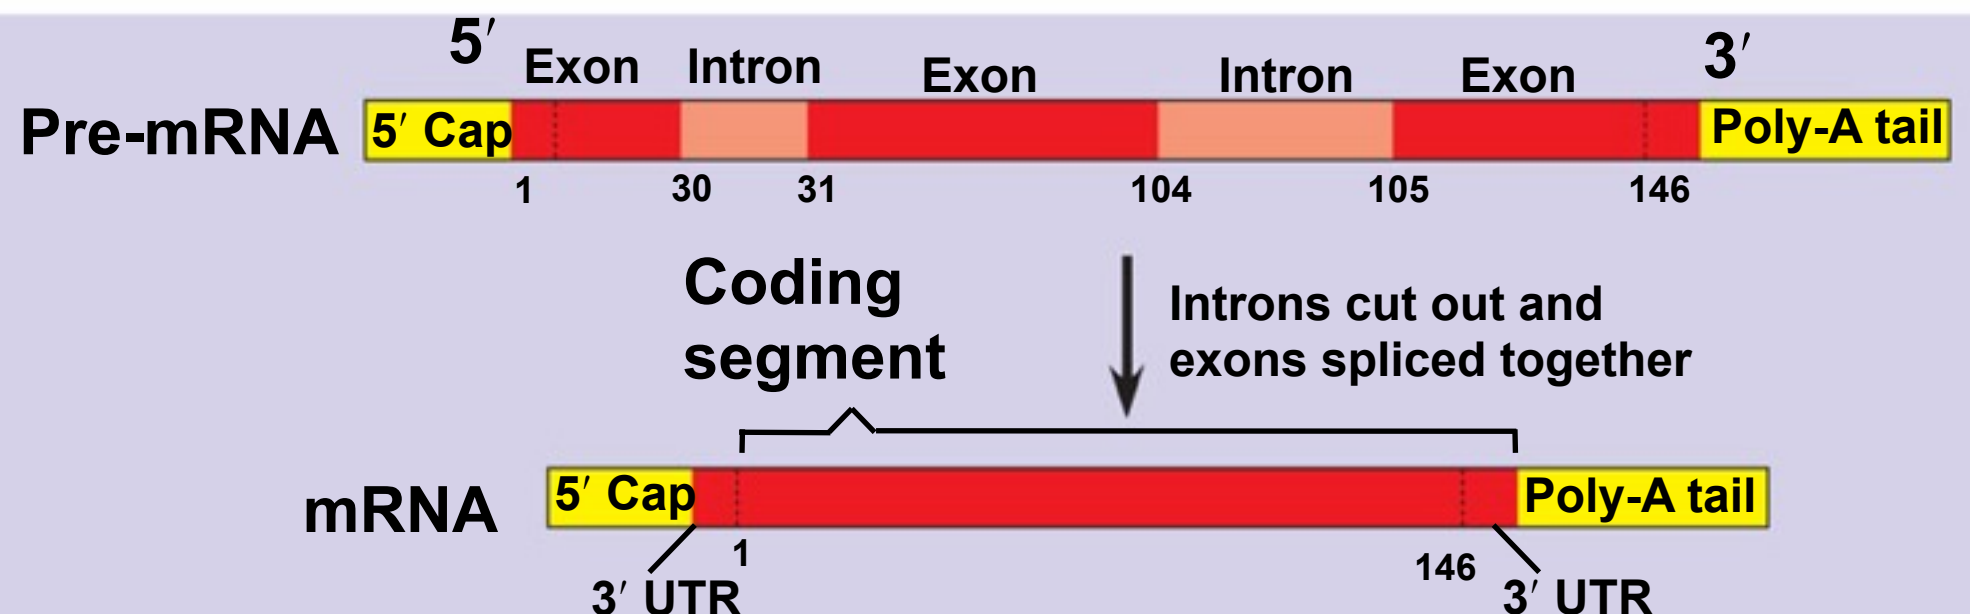 5′ Exon Intron Exon Intron Exon 3′
Pre-mRNA 5′ Cap Poly-A tail
1 30 31 104 105 146
Coding
segment
Introns cut out and
exons spliced together
mRNA 5′ Cap Poly-A tail
1 146
3′ UTR 3′ UTR